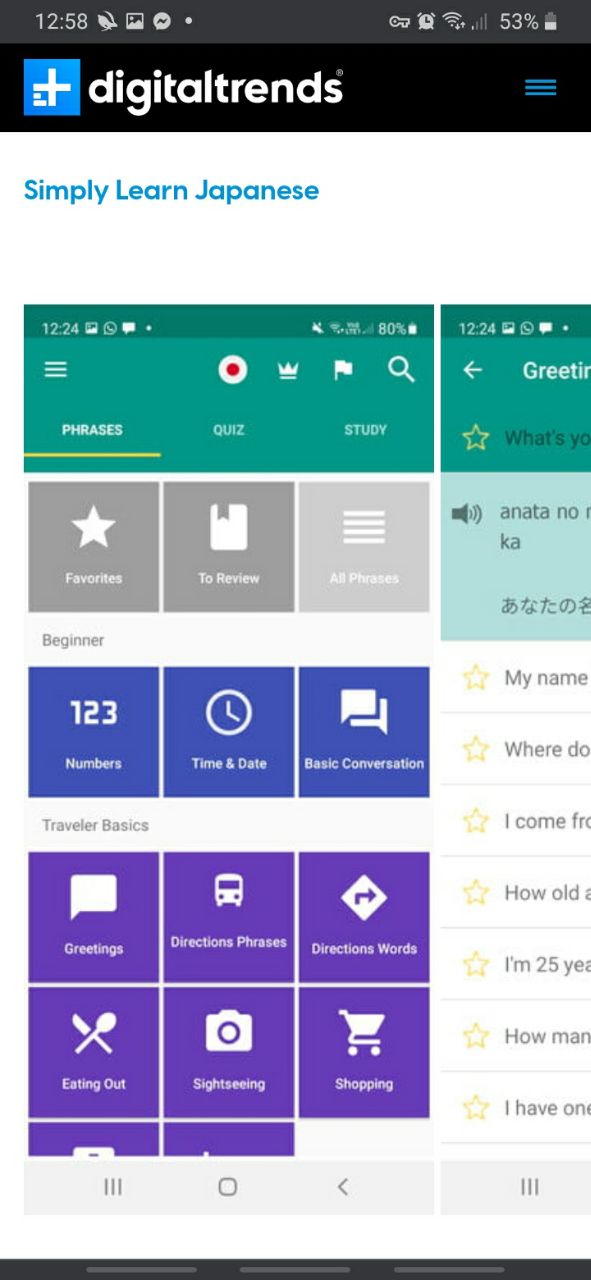 12:58
53%
digitaltrends®
Simply Learn Japanese
12:24
80%
PHRASES
QUIZ
STUDY
Favorites
To Review
All Phrases
Beginner
123
Numbers
Time & Date
Basic Conversation
Traveler Basics
Greetings
Directions Phrases
Directions Words
Eating Out
Sightseeing
Shopping
12:24
Greetin
What's yo
anata no
ka
あなたの名
My name
Where do
I come fro
How old a
I'm 25 yea
How man
I have one